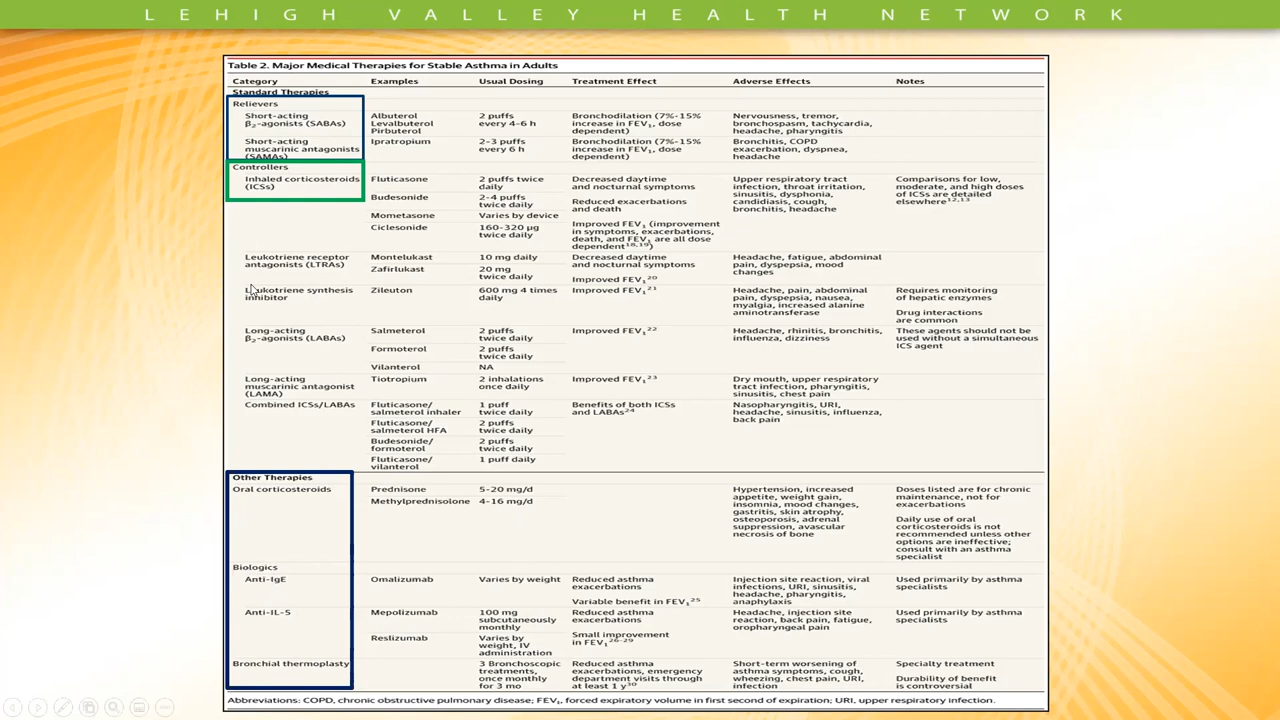 LEHIGH VALLEY HEALTH NETWORK
Table 2. Major Medical Therapies for Stable Asthma in Adults
Category Examples Usual Dosing Treatment Effect Adverse Effects Notes
Standard Therapies
Relievers
Short-acting β2-agonists (SABAs)
Albuterol
Levalbuterol
Pirbuterol
2 puffs
every 4-6 h
Bronchodilation (7%-15%
increase in FEV1, dose
dependent)
Nervousness, tremor,
bronchospasm, tachycardia,
headache, pharyngitis
Short-acting
muscarinic antagonists
(SAMAs)
Ipratropium
2-3 puffs
every 6 h
Bronchodilation (7%-15%
increase in FEV1, dose
dependent)
Bronchitis, COPD
exacerbation, dyspnea,
headache
Controllers
Inhaled corticosteroids
(ICSs)
Fluticasone
2 puffs twice
daily
Budesonide
2-4 puffs
twice daily
Mometasone
Varies by device
Ciclesonide
160-320 μg
twice daily
Decreased daytime
and nocturnal symptoms
Reduced exacerbations
and death
Improved FEV1 (improvement
in symptoms, exacerbations,
death, and FEV1 are all dose
dependent18,19)
Upper respiratory tract
infection, throat irritation,
sinusitis, dysphonia,
candidiasis, cough,
bronchitis, headache
Comparisons for low,
moderate, and high doses
of ICSs are detailed
elsewhere12,13
Leukotriene receptor
antagonists (LTRAs)
Montelukast
10 mg daily
Zafirlukast
20 mg
twice daily
Decreased daytime
and nocturnal symptoms
Improved FEV1 20
Headache, fatigue, abdominal
pain, dyspepsia, mood
changes
Leukotriene synthesis
inhibitor
Zileuton
600 mg 4 times
daily
Improved FEV1 21
Headache, pain, abdominal
pain, dyspepsia, nausea,
myalgia, increased alanine
aminotransferase
Requires monitoring
of hepatic enzymes
Drug interactions
are common
Long-acting
β2-agonists (LABAs)
Salmeterol
2 puffs
twice daily
Formoterol
2 puffs
twice daily
Vilanterol
NA
Improved FEV1 22
Headache, rhinitis, bronchitis,
influenza, dizziness
These agents should not be
used without a simultaneous
ICS agent
Long-acting
muscarinic antagonist
(LAMA)
Tiotropium
2 inhalations
once daily
Improved FEV1 23
Dry mouth, upper respiratory
tract infection, pharyngitis,
sinusitis, chest pain
Combined ICSs/LABAs
Fluticasone/
salmeterol inhaler
1 puff
twice daily
Fluticasone/
salmeterol HFA
2 puffs
twice daily
Budesonide/
formoterol
2 puffs
twice daily
Fluticasone/
vilanterol
1 puff daily
Benefits of both ICSs
and LABAs24
Nasopharyngitis, URI,
headache, sinusitis, influenza,
back pain
Other Therapies
Oral corticosteroids
Prednisone
5-20 mg/d
Methylprednisolone
4-16 mg/d
Hypertension, increased
appetite, weight gain,
insomnia, mood changes,
gastritis, skin atrophy,
osteoporosis, adrenal
suppression, avascular
necrosis of bone
Doses listed are for chronic
maintenance, not for
exacerbations
Daily use of oral
corticosteroids is not
recommended unless other
options are ineffective;
consult with an asthma
specialist
Biologics
Anti-IgE
Omalizumab
Varies by weight
Reduced asthma
exacerbations
Variable benefit in FEV1 25
Injection site reaction, viral
infections, URI, sinusitis,
headache, pharyngitis,
anaphylaxis
Used primarily by asthma
specialists
Anti-IL-5
Mepolizumab
100 mg
subcutaneously
monthly
Reslizumab
Varies by
weight, IV
administration
Reduced asthma
exacerbations
Small improvement
in FEV1 26-29
Headache, injection site
reaction, back pain, fatigue,
oropharyngeal pain
Used primarily by asthma
specialists
Bronchial thermoplasty
3 Bronchoscopic
treatments,
once monthly
for 3 mo
Reduced asthma
exacerbations, emergency
department visits through
at least 1 y30
Short-term worsening of
asthma symptoms, cough,
wheezing, chest pain, URI,
infection
Specialty treatment
Durability of benefit
is controversial
Abbreviations: COPD, chronic obstructive pulmonary disease; FEV1, forced expiratory volume in first second of expiration; URI, upper respiratory infection.